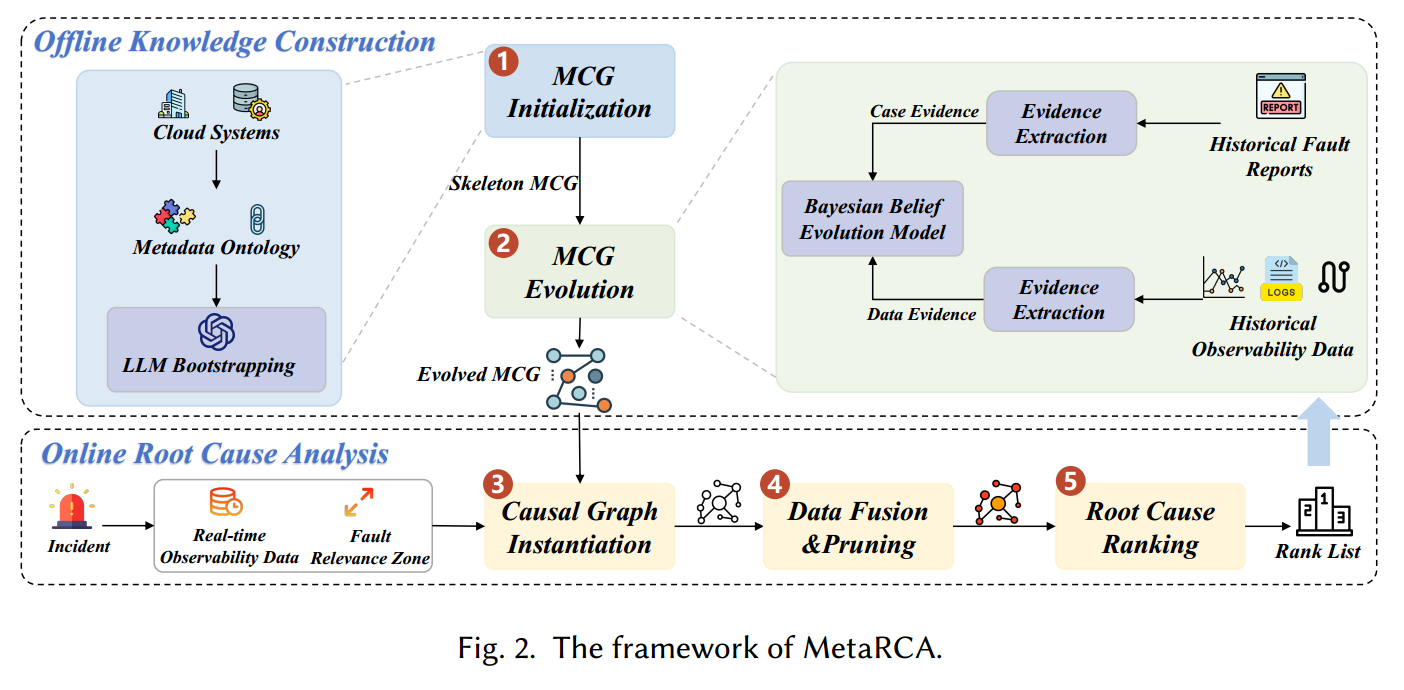 Offline Knowledge Construction
Cloud Systems
Metadata Ontology
LLM Bootstrapping
1
MCG
Initialization
Skeleton MCG
2
MCG
Evolution
Evolved MCG
Case Evidence
Evidence
Extraction
REPORT
Historical Fault
Reports
Bayesian Belief
Evolution Model
Data Evidence
Evidence
Extraction
</>
LOGS
Historical
Observability Data
Online Root Cause Analysis
Incident
Real-time
Observability Data
Fault
Relevance Zone
3
Causal Graph
Instantiation
4
Data Fusion
&Pruning
5
Root Cause
Ranking
1
2
3
Rank List
Fig. 2. The framework of MetaRCA.